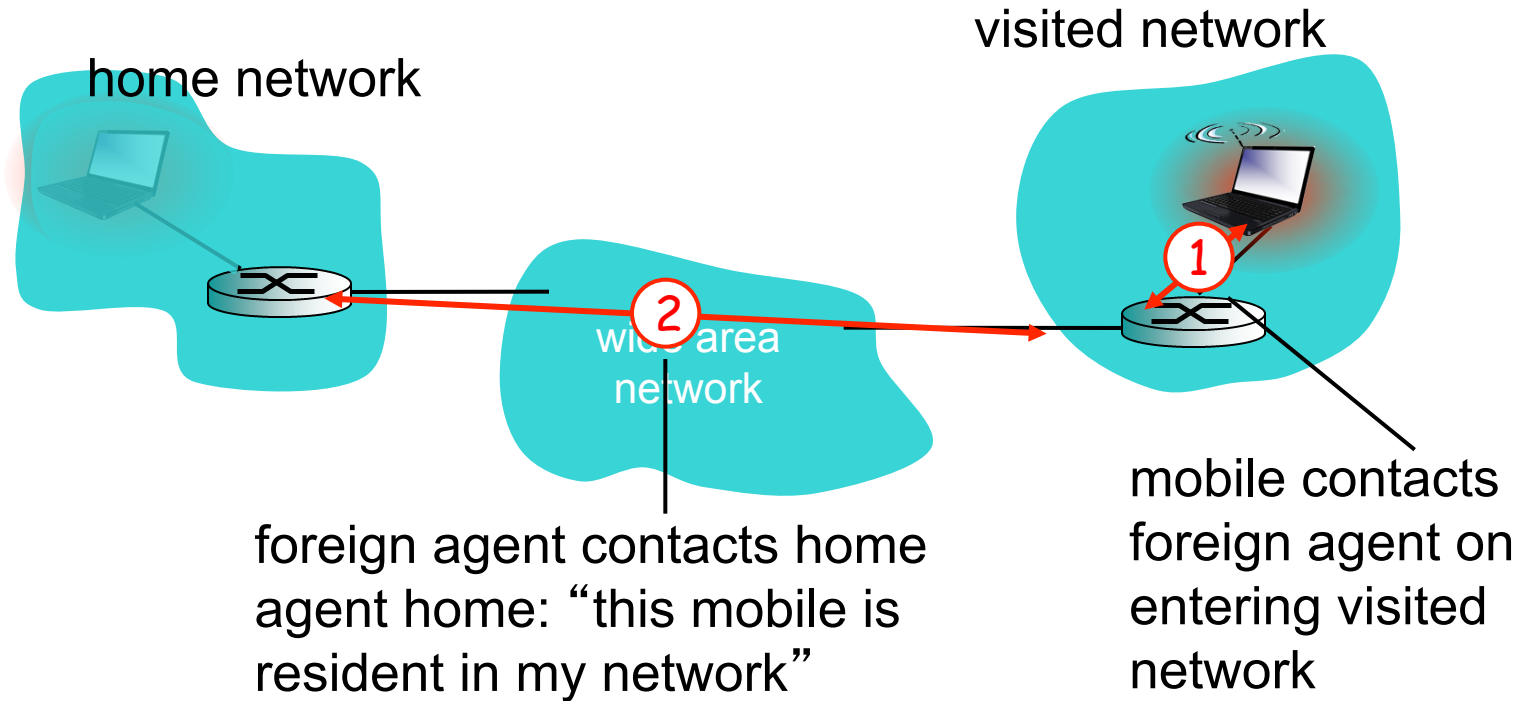 visited network
home network
1
2
wide area
network
foreign agent contacts home
agent home: “this mobile is
resident in my network”
mobile contacts
foreign agent on
entering visited
network